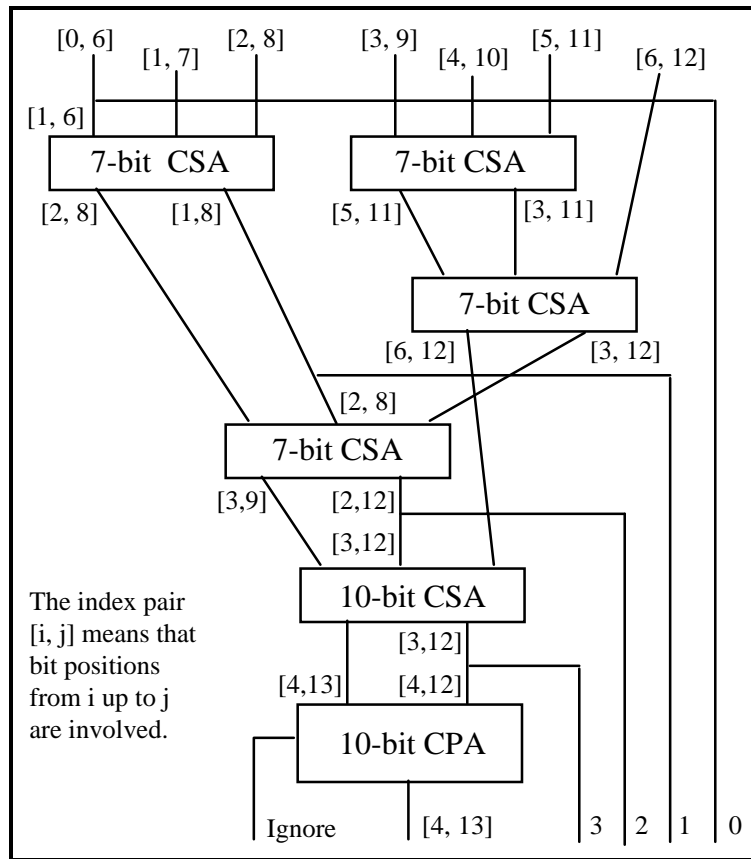 [0, 6] [1, 7] [2, 8] [3, 9] [4, 10] [5, 11] [6, 12]
[1, 6]
7-bit CSA 7-bit CSA
[2, 8] [1,8] [5, 11] [3, 11]
7-bit CSA
[6, 12] [3, 12]
[2, 8]
7-bit CSA
[3,9] [2,12]
[3,12]
10-bit CSA
The index pair
[i, j] means that
bit positions
from i up to j
are involved.
[3,12]
[4,13] [4,12]
10-bit CPA
Ignore [4, 13] 3 2 1 0